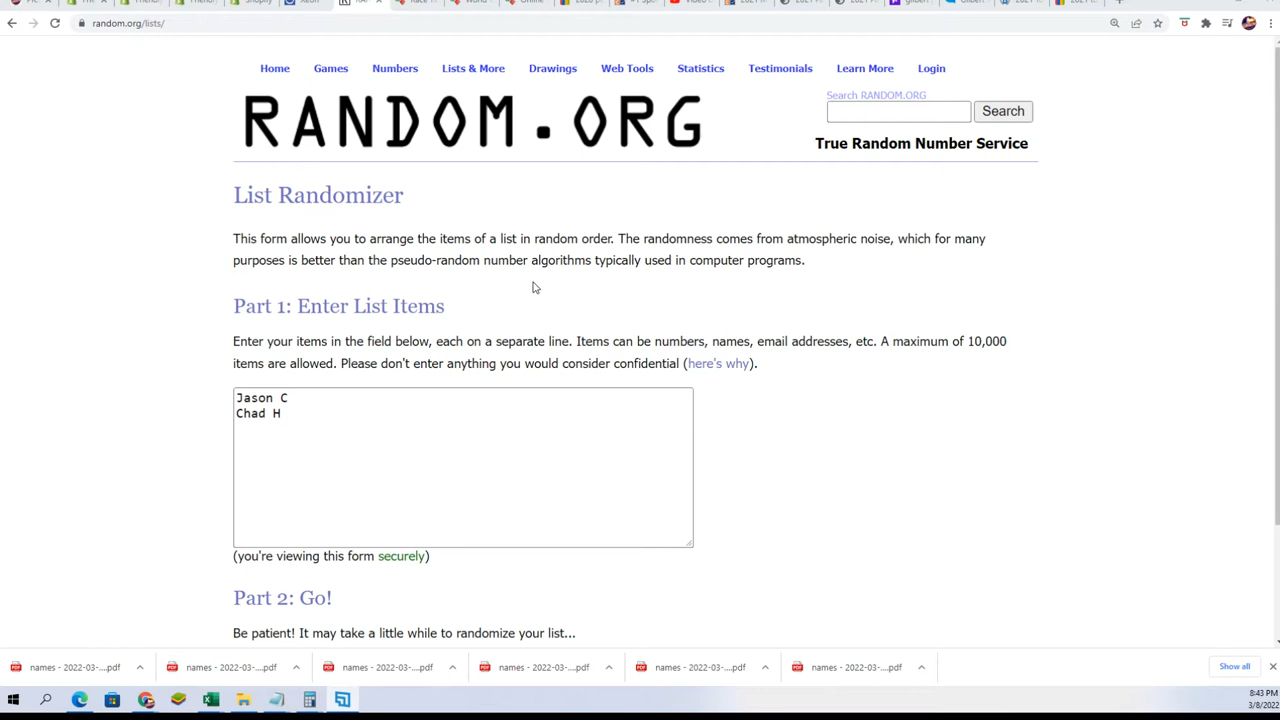 random.org/lists/
Home Games Numbers Lists & More Drawings Web Tools Statistics Testimonials Learn More Login
RANDOM.ORG
Search RANDOM.ORG
Search
True Random Number Service
List Randomizer
This form allows you to arrange the items of a list in random order. The randomness comes from atmospheric noise, which for many
purposes is better than the pseudo-random number algorithms typically used in computer programs.
Part 1: Enter List Items
Enter your items in the field below, each on a separate line. Items can be numbers, names, email addresses, etc. A maximum of 10,000
items are allowed. Please don't enter anything you would consider confidential (here's why).
Jason C
Chad H
(you're viewing this form securely)
Part 2: Go!
Be patient! It may take a little while to randomize your list...
names - 2022-03-....pdf names - 2022-03-....pdf names - 2022-03-....pdf names - 2022-03-....pdf names - 2022-03-....pdf names - 2022-03-....pdf Show all
8:43 PM
3/8/2022